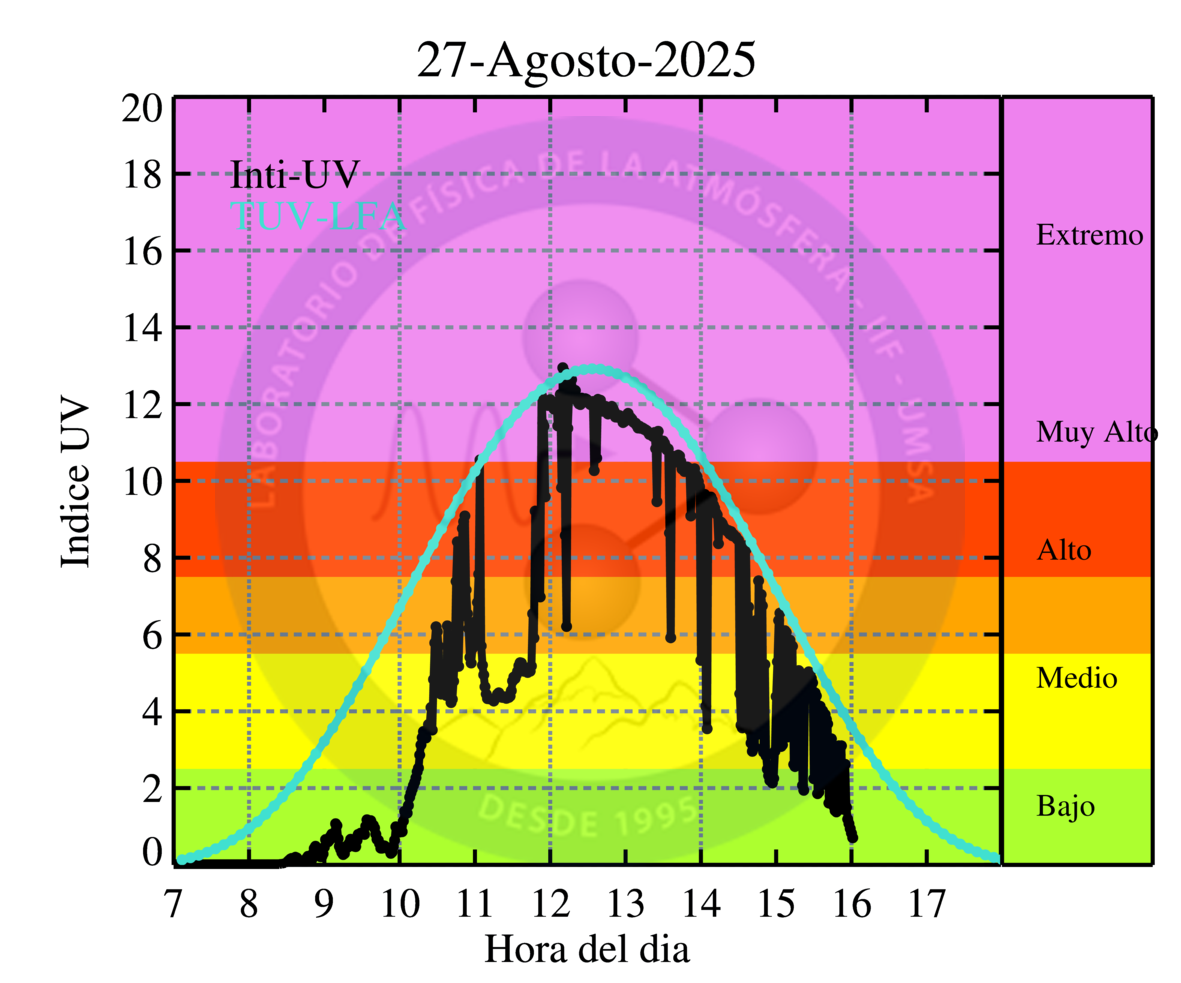 27-Agosto-2025
20
18
16
14
12
10
8
6
4
2
0
Indice UV
Inti-UV
TUV-LFA
LABORATORIO DE FÍSICA DE LA ATMÓSFERA - IIF - UMSA
DESDE 1995
Extremo
Muy Alto
Alto
Medio
Bajo
7 8 9 10 11 12 13 14 15 16 17
Hora del dia